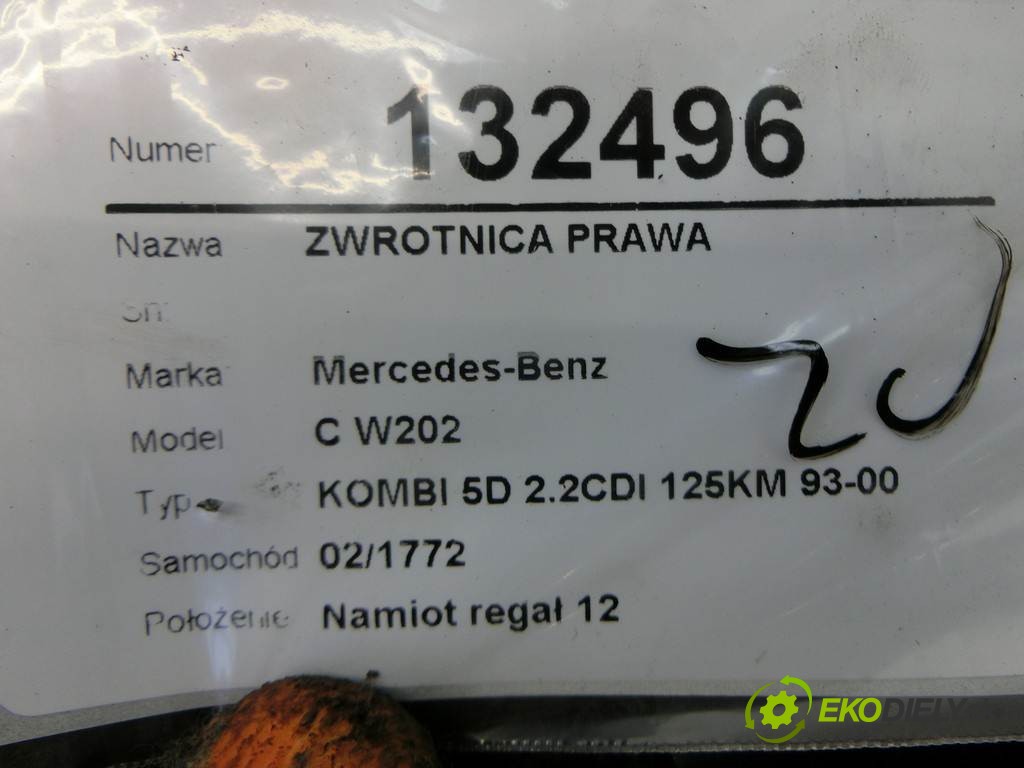 Numer 132496
Nazwa ZWROTNICA PRAWA
Sn:
Marka Mercedes-Benz
Model C W202
Typ KOMBI 5D 2.2CDI 125KM 93-00
Samochód 02/1772
Położenie Namiot regał 12
EKODIELY